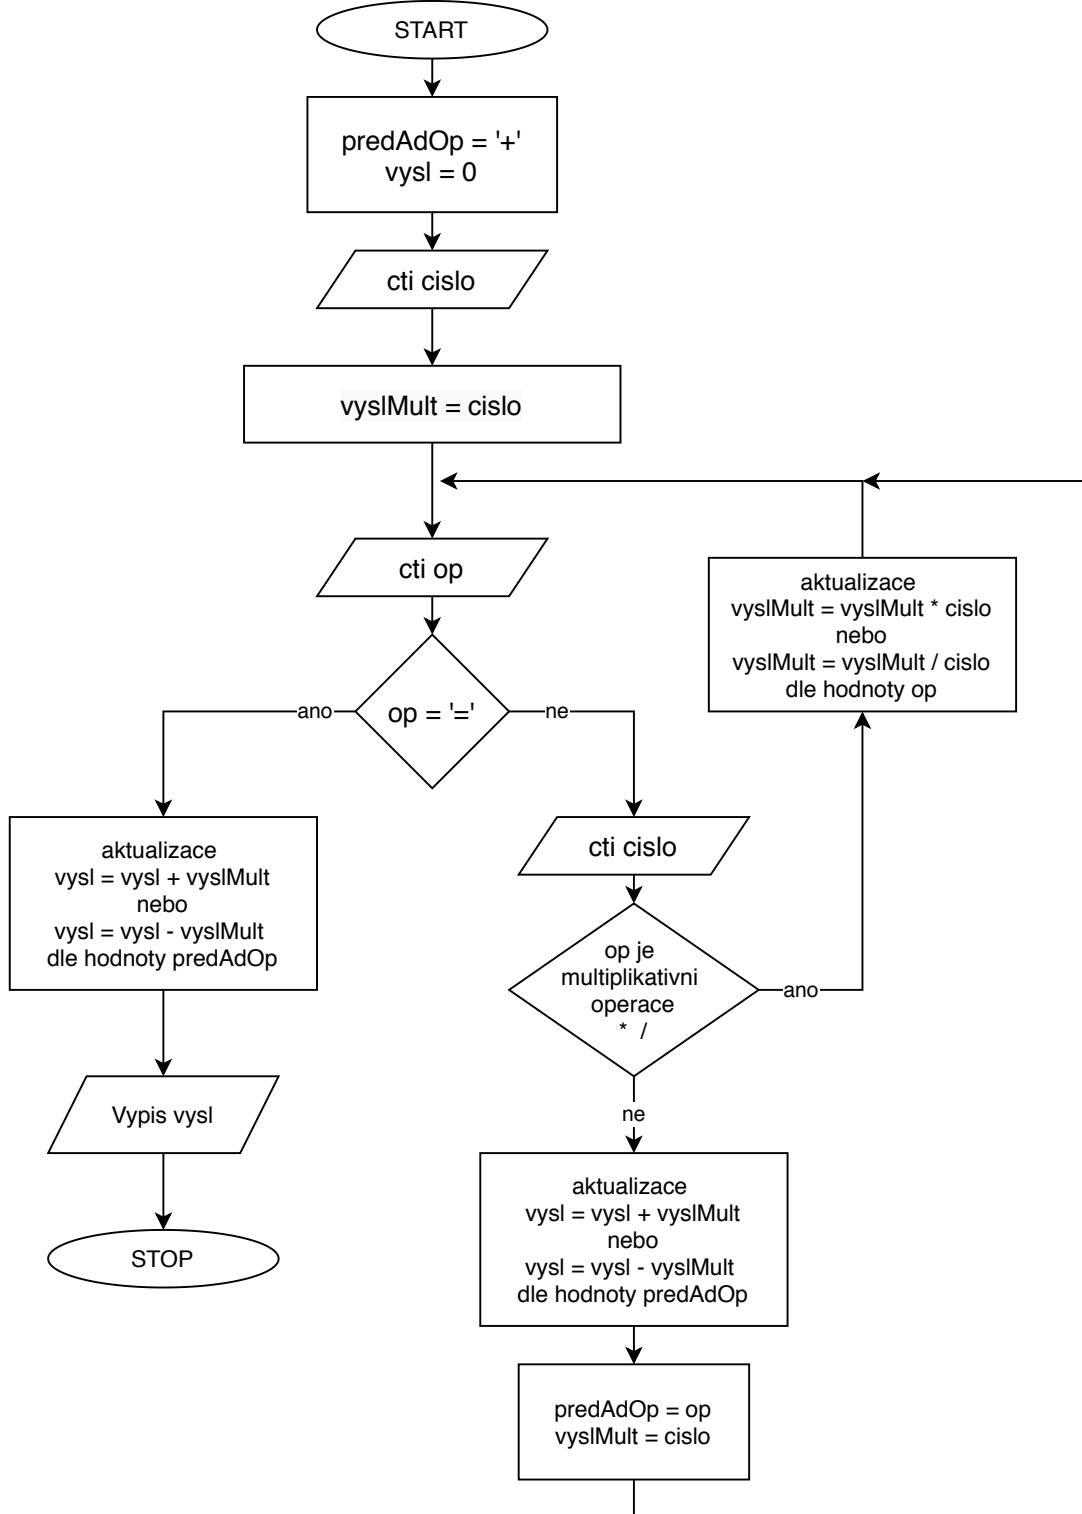 START
predAdOp = '+'
vysl = 0
cti cislo
vyslMult = cislo
cti op
aktualizace
vyslMult = vyslMult * cislo
nebo
vyslMult = vyslMult / cislo
dle hodnoty op
op = '='
ano
ne
aktualizace
vysl = vysl + vyslMult
nebo
vysl = vysl - vyslMult
dle hodnoty predAdOp
cti cislo
op je
multiplikativni
operace
* /
ano
ne
Vypis vysl
STOP
aktualizace
vysl = vysl + vyslMult
nebo
vysl = vysl - vyslMult
dle hodnoty predAdOp
predAdOp = op
vyslMult = cislo